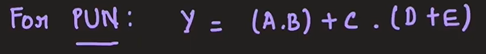 For PUN: Y = (A.B) + C . (D + E)